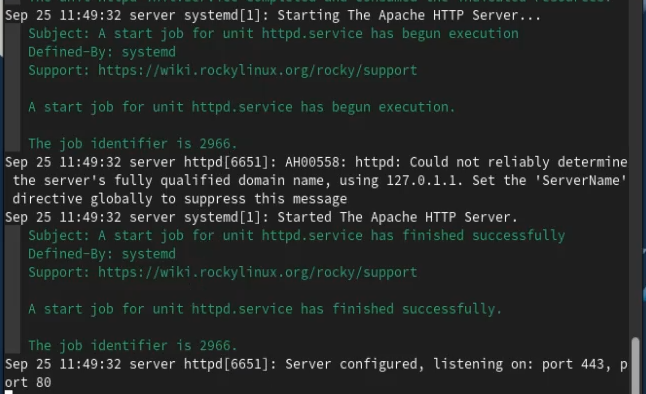 Sep 25 11:49:32 server systemd[1]: Starting The Apache HTTP Server...
Subject: A start job for unit httpd.service has begun execution
Defined-By: systemd
Support: https://wiki.rockylinux.org/rocky/support
A start job for unit httpd.service has begun execution.
The job identifier is 2966.
Sep 25 11:49:32 server httpd[6651]: AH00558: httpd: Could not reliably determine
the server's fully qualified domain name, using 127.0.1.1. Set the 'ServerName'
directive globally to suppress this message
Sep 25 11:49:32 server systemd[1]: Started The Apache HTTP Server.
Subject: A start job for unit httpd.service has finished successfully
Defined-By: systemd
Support: https://wiki.rockylinux.org/rocky/support
A start job for unit httpd.service has finished successfully.
The job identifier is 2966.
Sep 25 11:49:32 server httpd[6651]: Server configured, listening on: port 443, p
ort 80